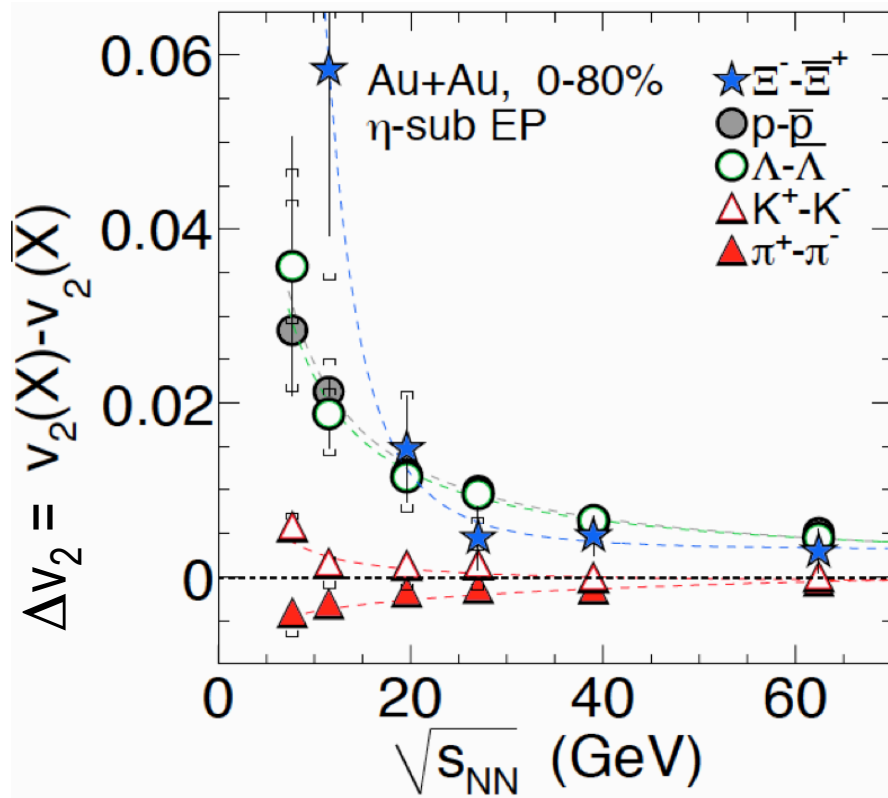 Δv₂ = v₂(X)-v₂(X̅)
0.06
0.04
0.02
0
Au+Au, 0-80%
η-sub EP
Ξ⁻-Ξ̅⁺
p-p̅
Λ-Λ̅
K⁺-K⁻
π⁺-π⁻
0 20 40 60
√sNN (GeV)